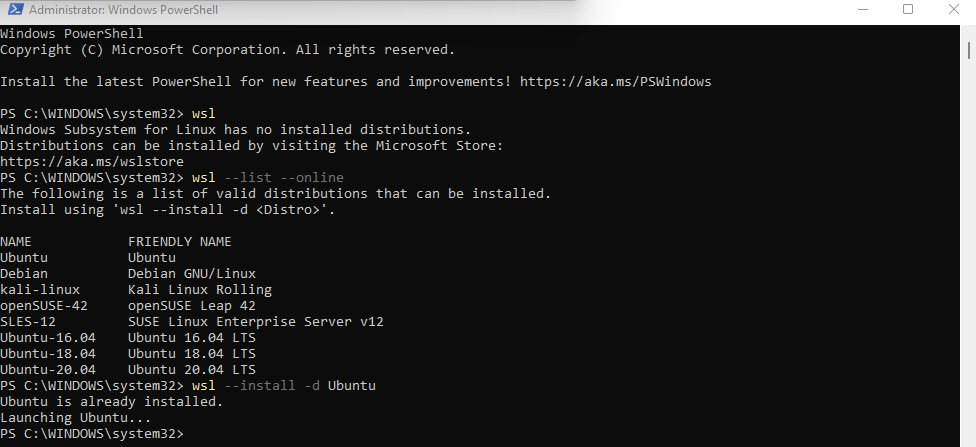 Administrator: Windows PowerShell
Windows PowerShell
Copyright (C) Microsoft Corporation. All rights reserved.
Install the latest PowerShell for new features and improvements! https://aka.ms/PSWindows
PS C:\WINDOWS\system32> wsl
Windows Subsystem for Linux has no installed distributions.
Distributions can be installed by visiting the Microsoft Store:
https://aka.ms/wslstore
PS C:\WINDOWS\system32> wsl --list --online
The following is a list of valid distributions that can be installed.
Install using 'wsl --install -d <Distro>'.
NAME FRIENDLY NAME
Ubuntu Ubuntu
Debian Debian GNU/Linux
kali-linux Kali Linux Rolling
openSUSE-42 openSUSE Leap 42
SLES-12 SUSE Linux Enterprise Server v12
Ubuntu-16.04 Ubuntu 16.04 LTS
Ubuntu-18.04 Ubuntu 18.04 LTS
Ubuntu-20.04 Ubuntu 20.04 LTS
PS C:\WINDOWS\system32> wsl --install -d Ubuntu
Ubuntu is already installed.
Launching Ubuntu...
PS C:\WINDOWS\system32>